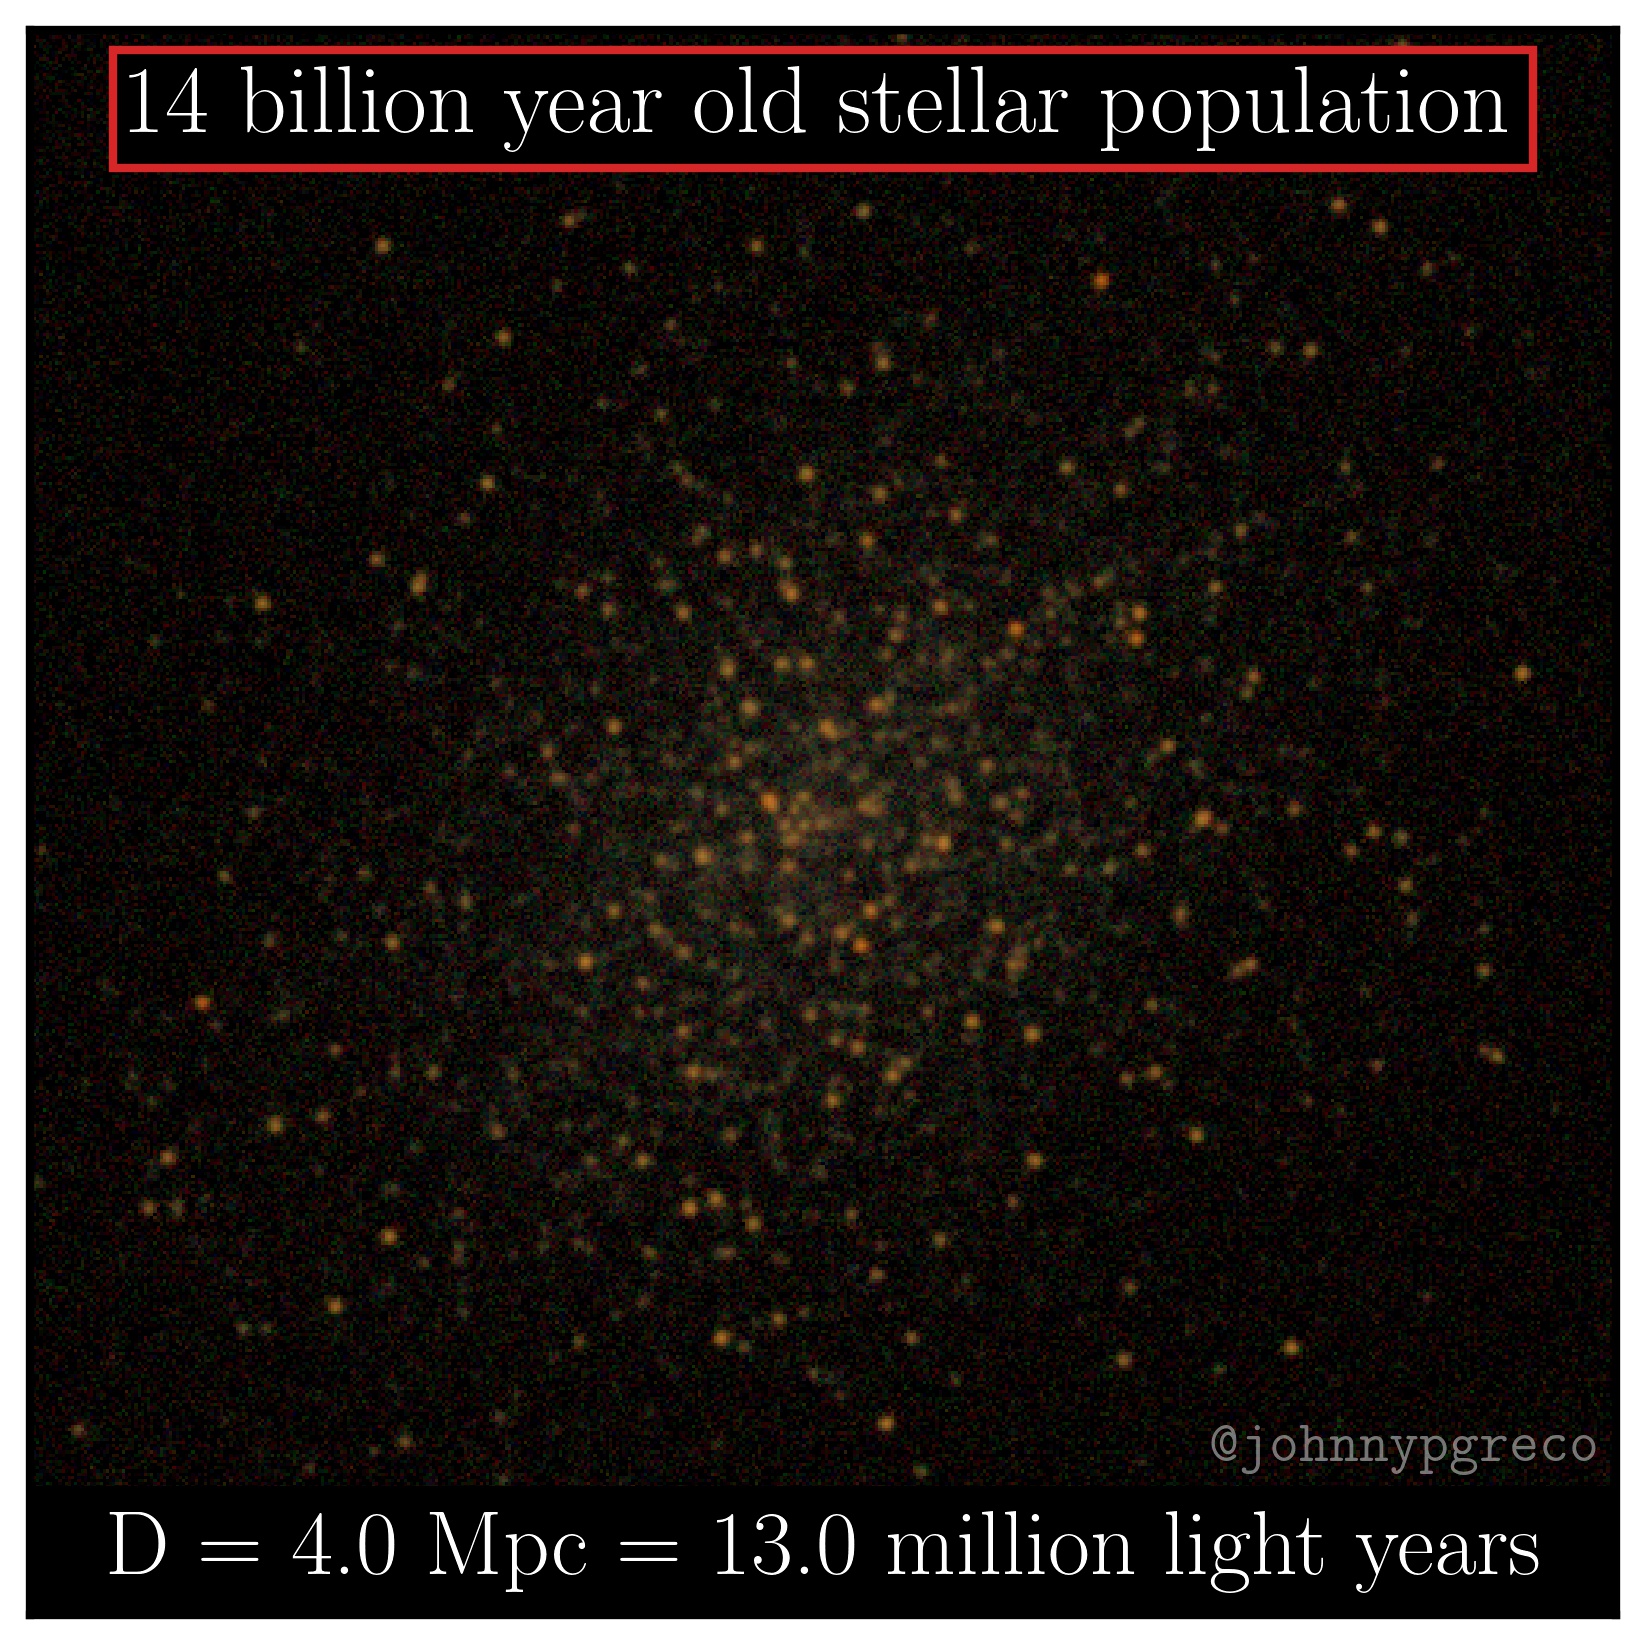 14 billion year old stellar population
@johnnypgreco
D = 4.0 Mpc = 13.0 million light years